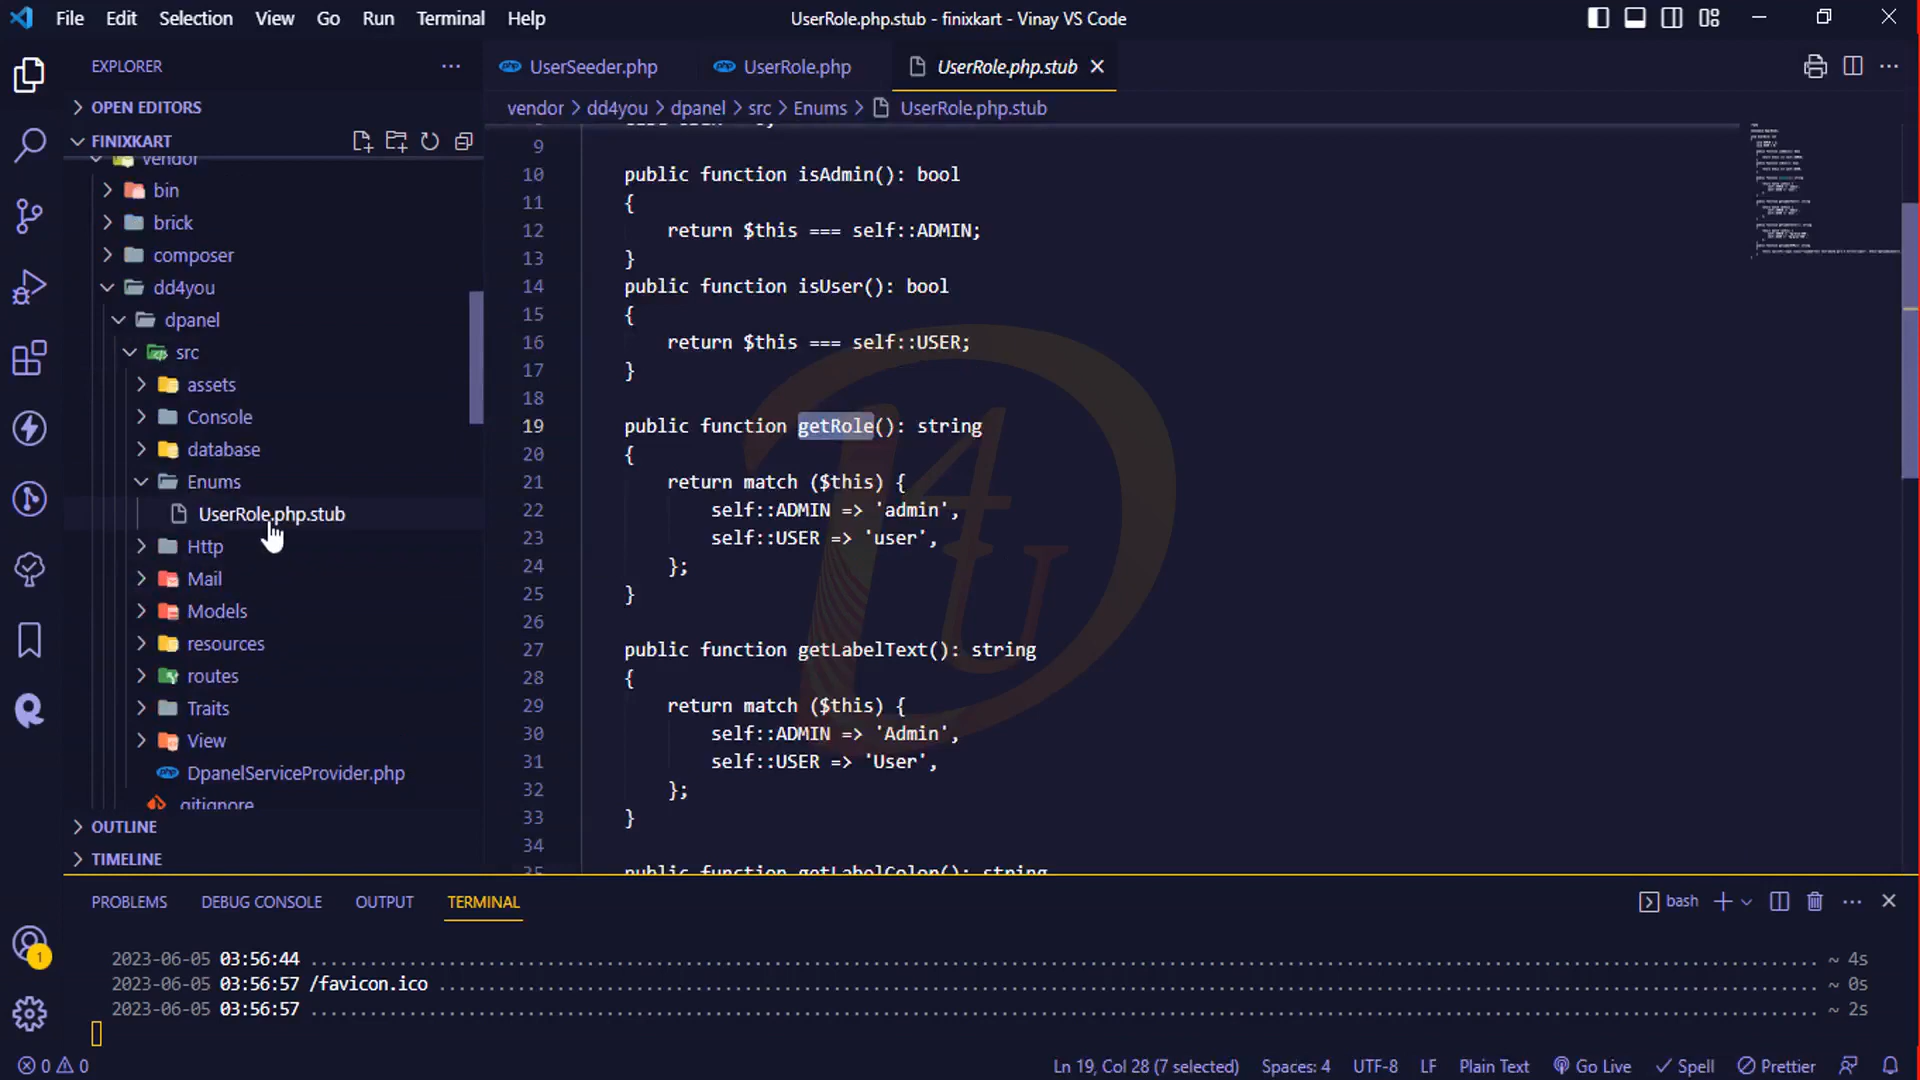 File Edit Selection View Go Run Terminal Help UserRole.php.stub - finixkart - Vinay VS Code
EXPLORER ··· UserSeeder.php UserRole.php UserRole.php.stub
OPEN EDITORS
vendor > dd4you > dpanel > src > Enums > UserRole.php.stub
FINIXKART
vendor
bin
brick
composer
dd4you
dpanel
src
assets
Console
database
Enums
UserRole.php.stub
Http
Mail
Models
resources
routes
Traits
View
DpanelServiceProvider.php
.gitignore
OUTLINE
TIMELINE
9
10 public function isAdmin(): bool
11 {
12 return $this === self::ADMIN;
13 }
14 public function isUser(): bool
15 {
16 return $this === self::USER;
17 }
18
19 public function getRole(): string
20 {
21 return match ($this) {
22 self::ADMIN => 'admin',
23 self::USER => 'user',
24 };
25 }
26
27 public function getLabelText(): string
28 {
29 return match ($this) {
30 self::ADMIN => 'Admin',
31 self::USER => 'User',
32 };
33 }
34
35 public function getLabelColor(): string
D4U
PROBLEMS DEBUG CONSOLE OUTPUT TERMINAL bash
2023-06-05 03:56:44 ~ 4s
2023-06-05 03:56:57 /favicon.ico ~ 0s
2023-06-05 03:56:57 ~ 2s
1
0 0 Ln 19, Col 28 (7 selected) Spaces: 4 UTF-8 LF Plain Text Go Live Spell Prettier